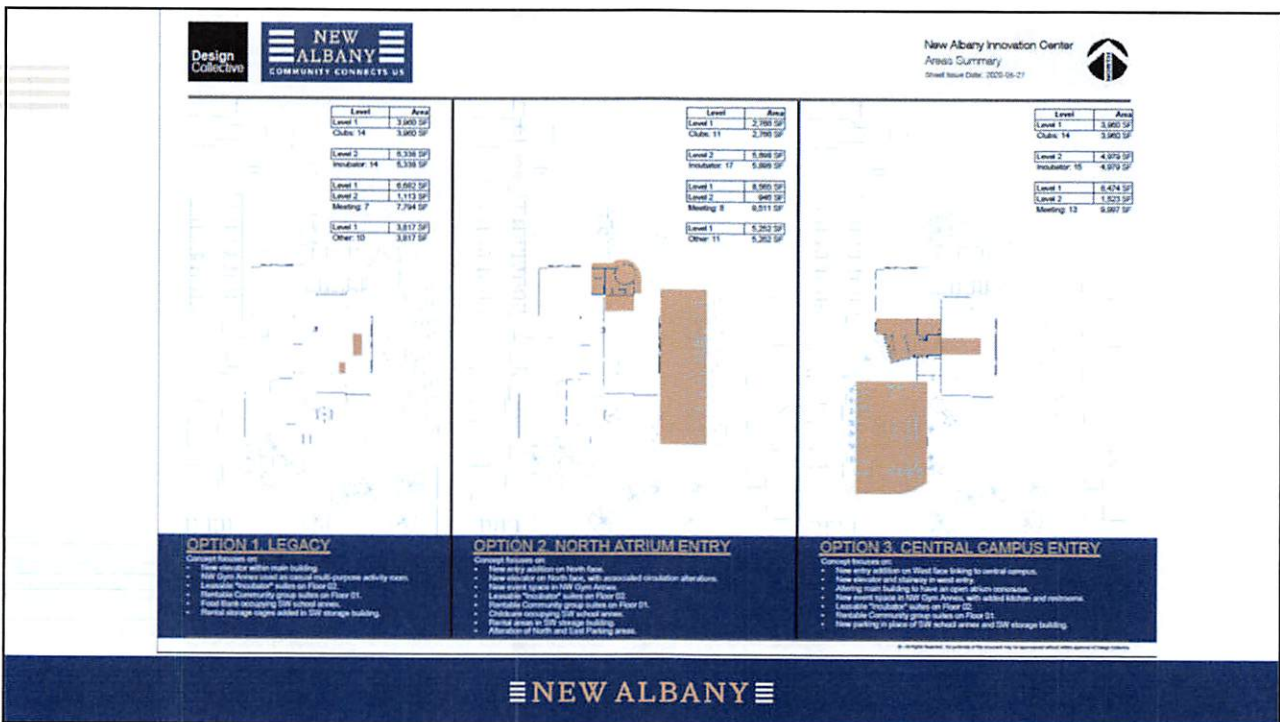 Design
Collective
NEW
ALBANY
COMMUNITY CONNECTS US
New Albany Innovation Center
Areas Summary
Sheet Issue Date: 2020-05-27
NORTH
Level Area
Level 1 3,960 SF
Clubs: 14 3,960 SF
Level 2 5,338 SF
Incubator: 14 5,338 SF
Level 1 6,682 SF
Level 2 1,113 SF
Meeting: 7 7,794 SF
Level 1 3,817 SF
Other: 10 3,817 SF
Level Area
Level 1 2,766 SF
Clubs: 11 2,766 SF
Level 2 5,898 SF
Incubator: 17 5,898 SF
Level 1 8,565 SF
Level 2 946 SF
Meeting: 8 9,511 SF
Level 1 5,252 SF
Other: 11 5,252 SF
Level Area
Level 1 3,960 SF
Clubs: 14 3,960 SF
Level 2 4,979 SF
Incubator: 15 4,979 SF
Level 1 8,474 SF
Level 2 1,523 SF
Meeting: 13 9,997 SF
OPTION 1. LEGACY
Concept focuses on:
• New elevator within main building.
• NW Gym Annex used as casual multi-purpose activity room.
• Leasable "Incubator" suites on Floor 02.
• Rentable Community group suites on Floor 01.
• Food Bank occupying SW school annex.
• Rental storage cages added in SW storage building.
OPTION 2. NORTH ATRIUM ENTRY
Concept focuses on:
• New entry addition on North face.
• New elevator on North face, with associated circulation alterations.
• New event space in NW Gym Annex
• Leasable "Incubator" suites on Floor 02.
• Rentable Community group suites on Floor 01.
• Childcare occupying SW school annex.
• Rental areas in SW storage building.
• Alteration of North and East Parking areas.
OPTION 3. CENTRAL CAMPUS ENTRY
Concept focuses on:
• New entry addition on West face linking to central campus.
• New elevator and stairway in west entry.
• Altering main building to have an open atrium concourse.
• New event space in NW Gym Annex, with added kitchen and restrooms.
• Leasable "Incubator" suites on Floor 02.
• Rentable Community group suites on Floor 01
• New parking in place of SW school annex and SW storage building.
NEW ALBANY